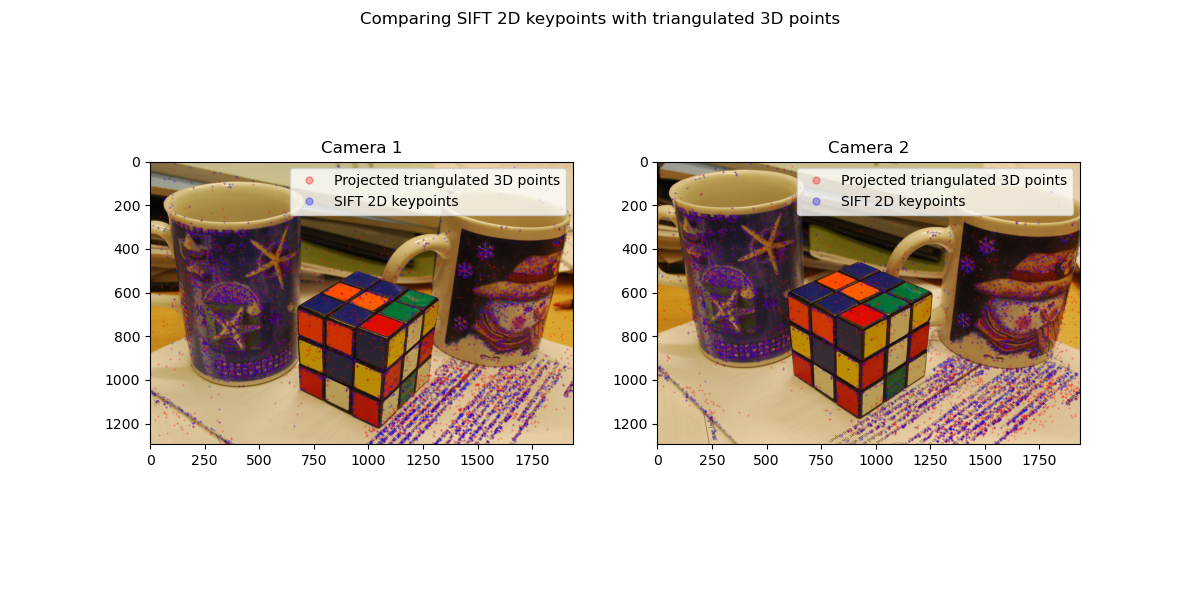 Comparing SIFT 2D keypoints with triangulated 3D points
Camera 1
Projected triangulated 3D points
SIFT 2D keypoints
0
200
400
600
800
1000
1200
0 250 500 750 1000 1250 1500 1750
Camera 2
Projected triangulated 3D points
SIFT 2D keypoints
0
200
400
600
800
1000
1200
0 250 500 750 1000 1250 1500 1750